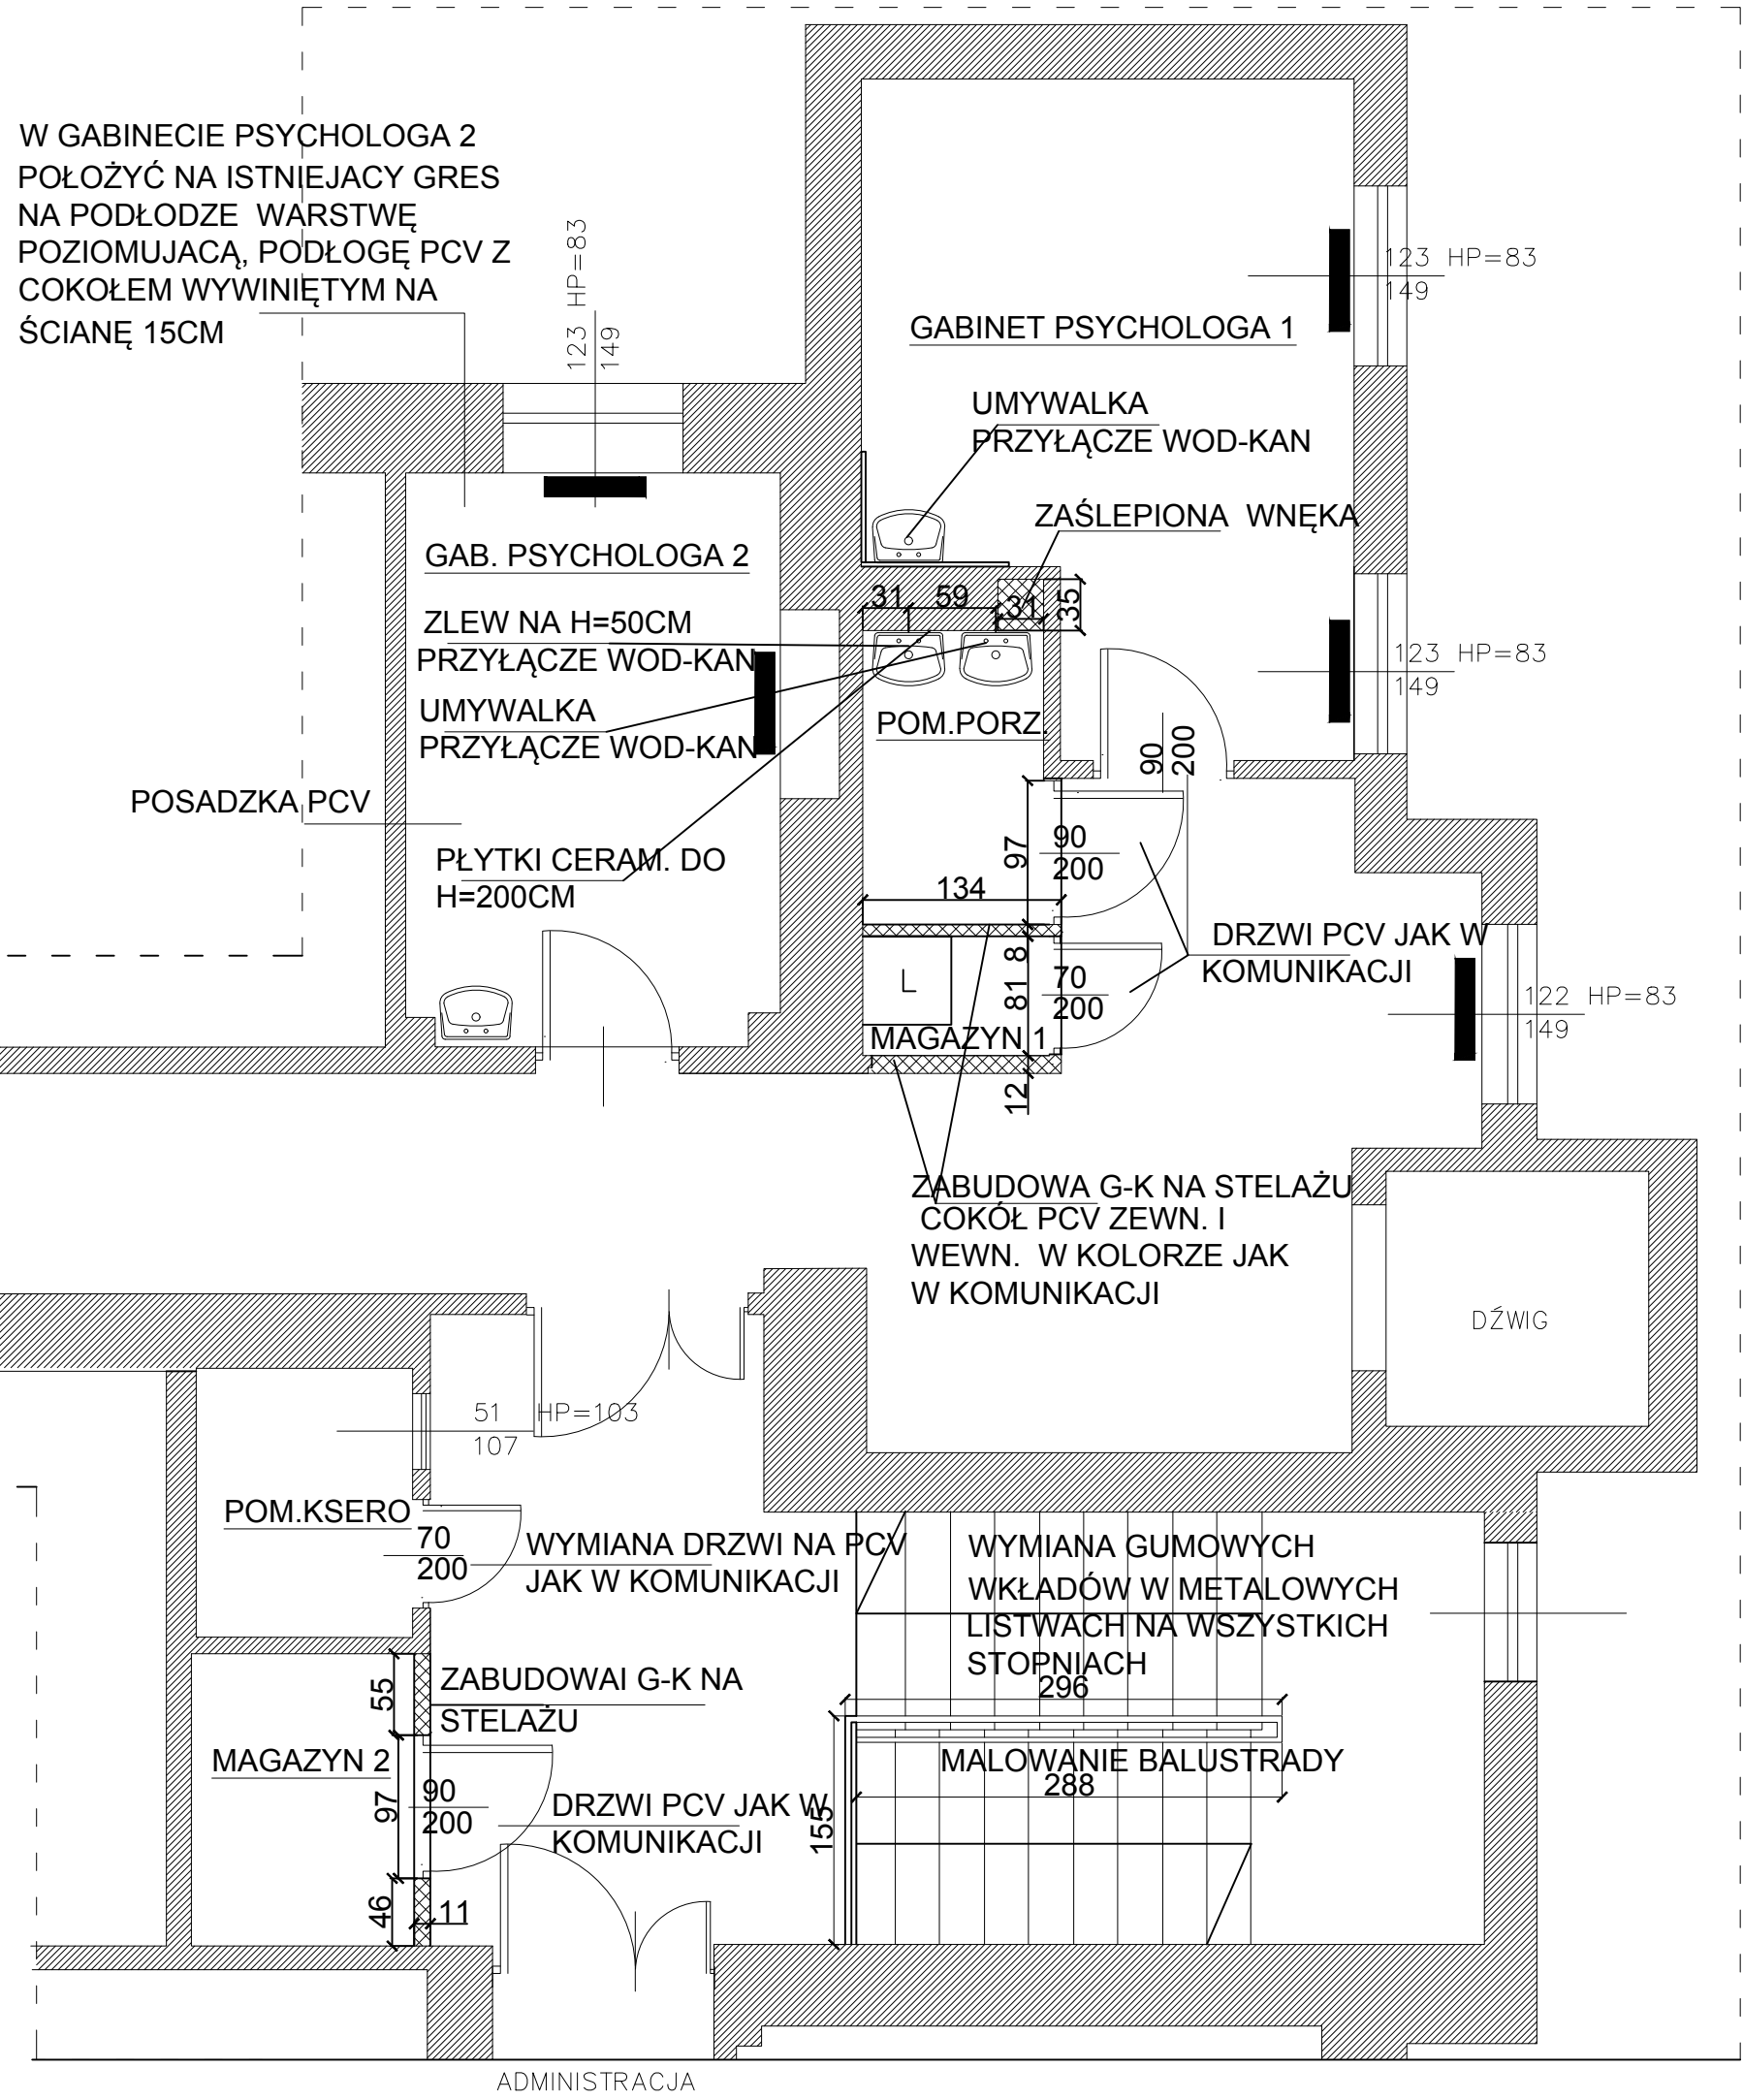 W GABINECIE PSYCHOLOGA 2
POŁOŻYĆ NA ISTNIEJACY GRES
NA PODŁODZE WARSTWĘ
POZIOMUJACĄ, PODŁOGĘ PCV Z
COKOŁEM WYWINIĘTYM NA
ŚCIANĘ 15CM
123 HP=83
149
123 HP=83
149
GABINET PSYCHOLOGA 1
UMYWALKA
PRZYŁĄCZE WOD-KAN
ZAŚLEPIONA WNĘKA
GAB. PSYCHOLOGA 2
31
59
31
35
ZLEW NA H=50CM
PRZYŁĄCZE WOD-KAN
UMYWALKA
PRZYŁĄCZE WOD-KAN
123 HP=83
149
POM.PORZ.
90
200
POSADZKA PCV
PŁYTKI CERAM. DO
H=200CM
97
90
200
134
DRZWI PCV JAK W
KOMUNIKACJI
8
81
70
200
L
MAGAZYN 1
12
122 HP=83
149
ZABUDOWA G-K NA STELAŻU
COKÓŁ PCV ZEWN. I
WEWN. W KOLORZE JAK
W KOMUNIKACJI
DŹWIG
51 HP=103
107
POM.KSERO
70
200
WYMIANA DRZWI NA PCV
JAK W KOMUNIKACJI
WYMIANA GUMOWYCH
WKŁADÓW W METALOWYCH
LISTWACH NA WSZYSTKICH
STOPNIACH
296
55
ZABUDOWAI G-K NA
STELAŻU
MAGAZYN 2
MALOWANIE BALUSTRADY
288
97
90
200
DRZWI PCV JAK W
KOMUNIKACJI
155
46
11
ADMINISTRACJA